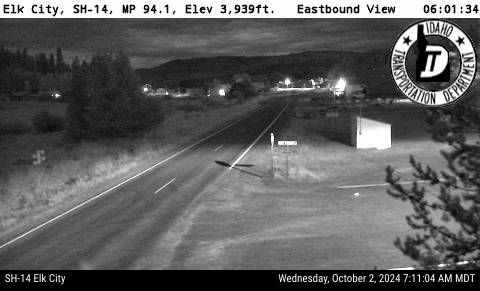 Elk City, SH-14, MP 94.1, Elev 3,939ft. Eastbound View 06:01:34
IDAHO
TRANSPORTATION DEPARTMENT
SH-14 Elk City Wednesday, October 2, 2024 7:11:04 AM MDT